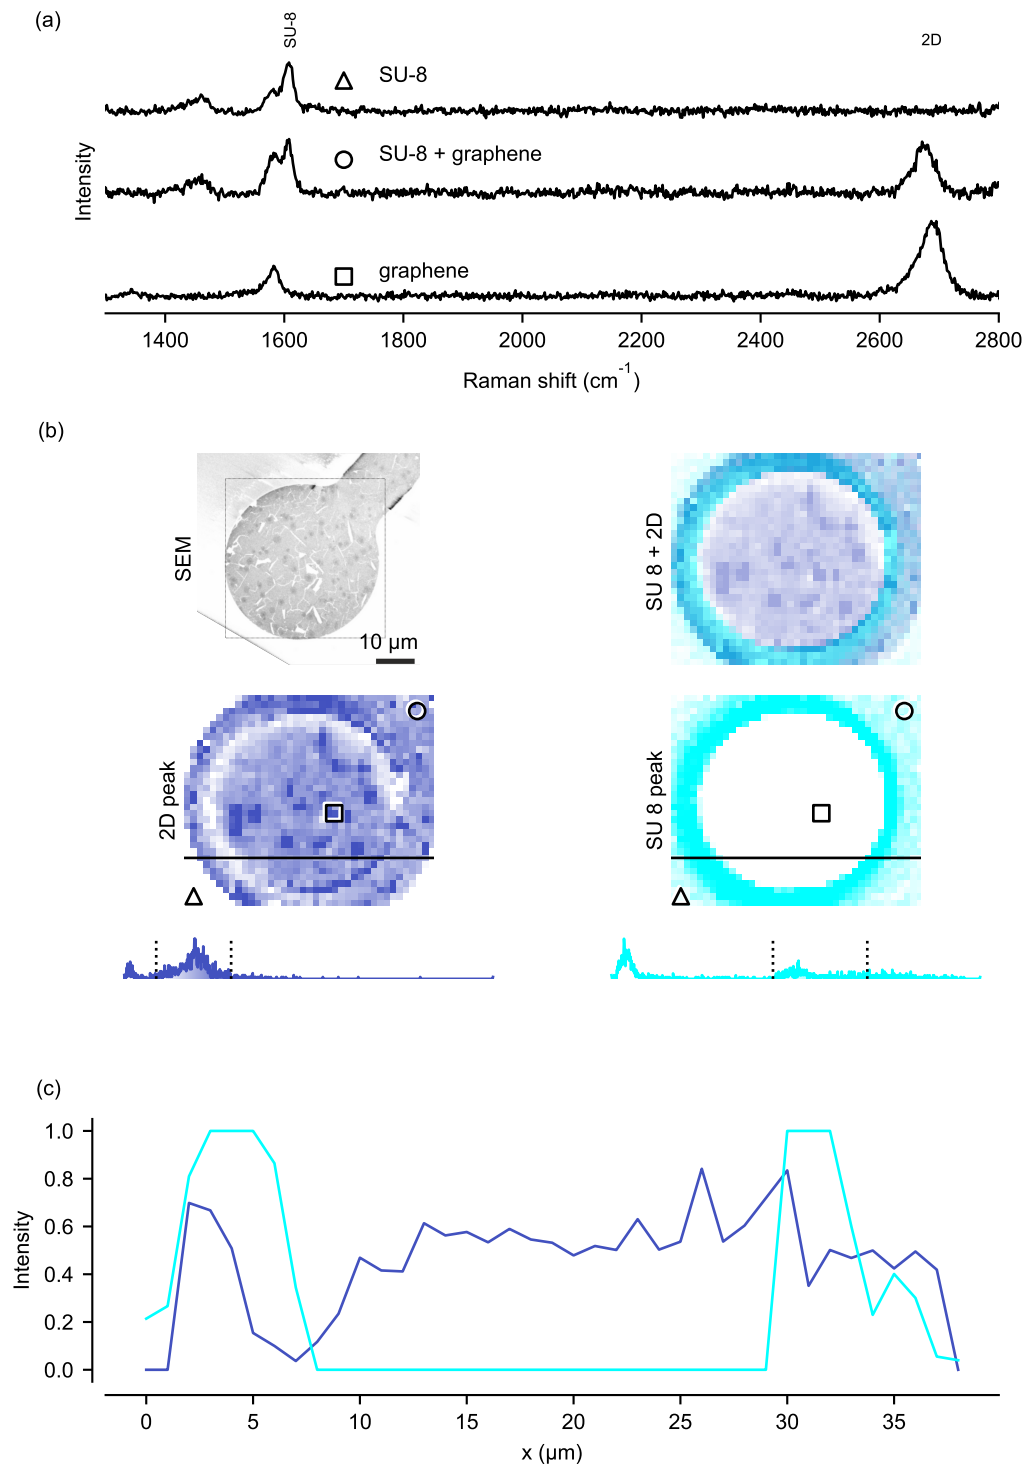 (a)
SU-8
2D
SU-8
SU-8 + graphene
graphene
Intensity
1400 1600 1800 2000 2200 2400 2600 2800
Raman shift (cm-1)
(b)
SEM
10 µm
SU 8 + 2D
2D peak
SU 8 peak
(c)
1.0
0.8
0.6
0.4
0.2
0.0
Intensity
0 5 10 15 20 25 30 35
x (µm)